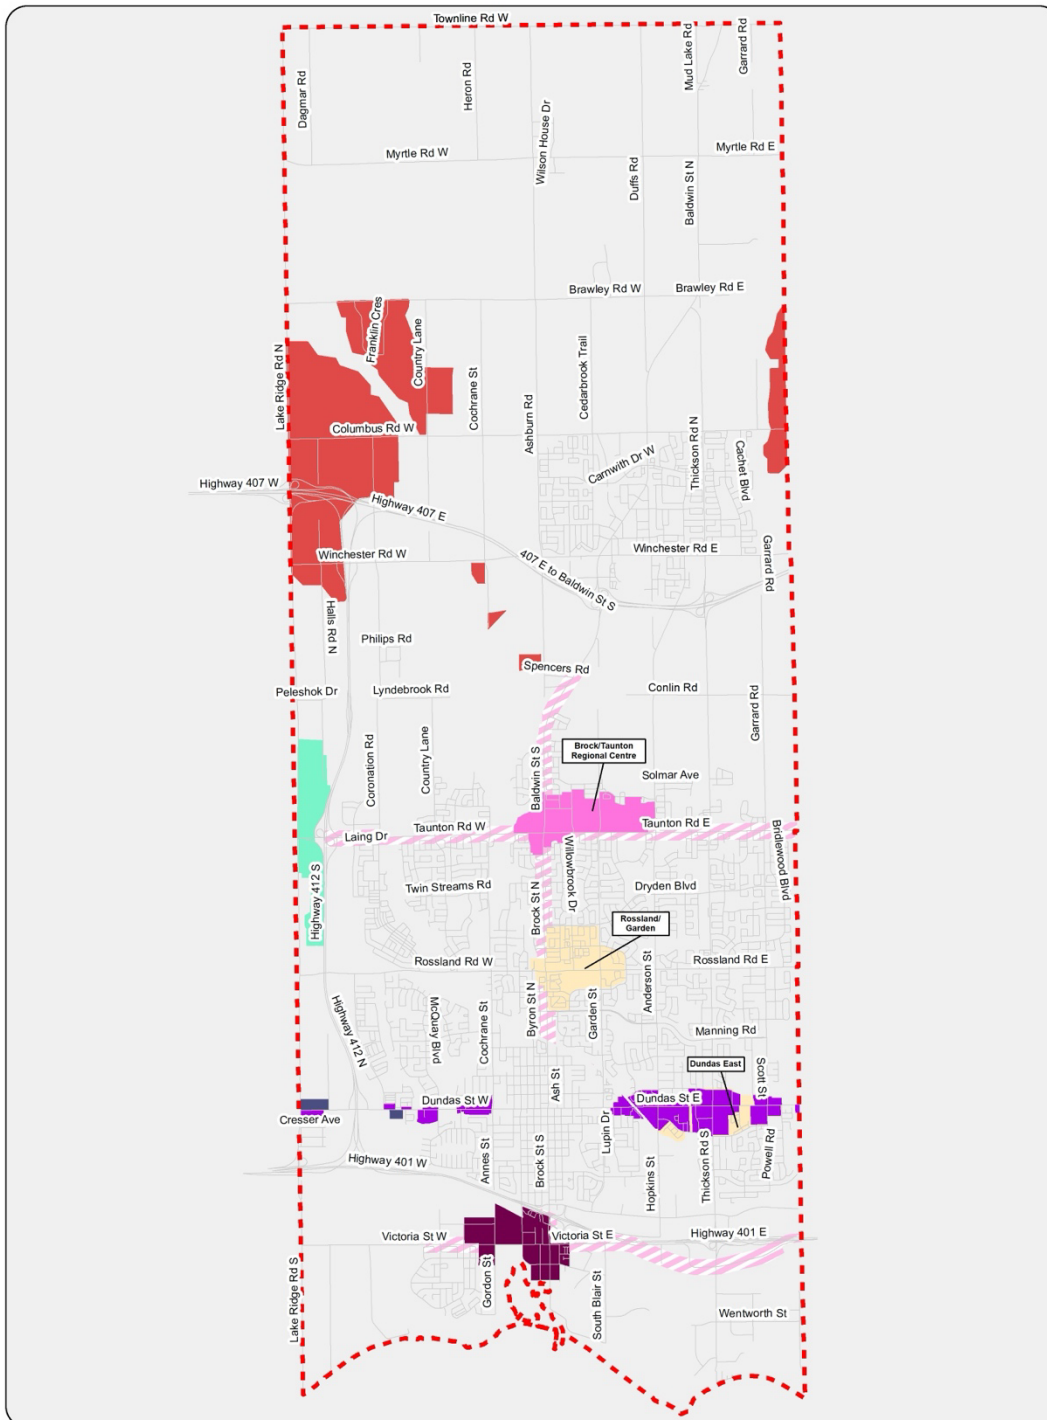 Townline Rd W
Dagmar Rd
Heron Rd
Wilson House Dr
Mud Lake Rd
Garrard Rd
Myrtle Rd W
Myrtle Rd E
Duffs Rd
Baldwin St N
Brawley Rd W
Brawley Rd E
Franklin Cres
Country Lane
Lake Ridge Rd N
Cochrane St
Cedarbrook Trail
Ashburn Rd
Columbus Rd W
Carnwith Dr W
Thickson Rd N
Cachet Blvd
Highway 407 W
Highway 407 E
Winchester Rd W
Winchester Rd E
407 E to Baldwin St S
Garrard Rd
Halls Rd N
Philips Rd
Spencers Rd
Peleshok Dr
Lyndebrook Rd
Conlin Rd
Garrard Rd
Coronation Rd
Country Lane
Baldwin St S
Brock/Taunton
Regional Centre
Solmar Ave
Laing Dr
Taunton Rd W
Taunton Rd E
Willowbrook Dr
Bridlewood Blvd
Highway 412 S
Twin Streams Rd
Brock St N
Dryden Blvd
Rossland/
Garden
Rossland Rd W
Rossland Rd E
Anderson St
Highway 412 N
McQuay Blvd
Cochrane St
Byron St N
Garden St
Manning Rd
Ash St
Dundas East
Scott St
Dundas St W
Dundas St E
Cresser Ave
Lupin Dr
Highway 401 W
Annes St
Brock St S
Hopkins St
Thickson Rd S
Powell Rd
Victoria St W
Victoria St E
Highway 401 E
Lake Ridge Rd S
Gordon St
South Blair St
Wentworth St